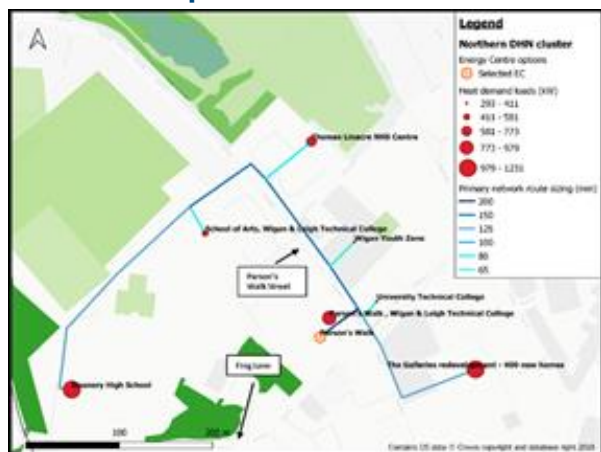 Legend
Northern DHN cluster
Energy Centre options
Selected EC
Heat demand loads (kW)
293 - 411
411 - 581
581 - 773
773 - 979
979 - 1231
Primary network route sizing (mm)
200
150
125
100
80
65
Thomas Linacre NHS Centre
School of Arts, Wigan & Leigh Technical College
Wigan Youth Zone
Parson's
Walk Street
University Technical College
Parson's Walk, Wigan & Leigh Technical College
Parson's Walk
The Galleries redevelopment - 400 new homes
Deanery High School
Frog Lane
100
200 m
Contains OS data © Crown copyright and database right